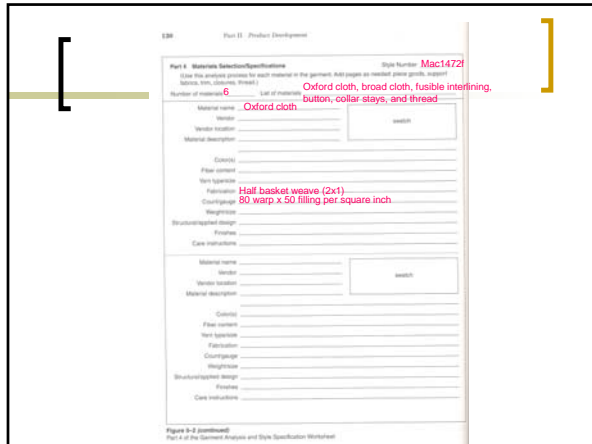 130 Part II Product Development
Part 4 Materials Selection/Specifications Style Number Mac1472f
(Use this analysis process for each material in the garment. Add pages as needed: piece goods, support
fabrics, trim, closures, thread.)
Number of materials 6 List of materials Oxford cloth, broad cloth, fusible interlining,
button, collar stays, and thread
Material name Oxford cloth
Vendor
swatch
Vendor location
Material description
Color(s)
Fiber content
Yarn type/size
Fabrication Half basket weave (2x1)
Count/gauge 80 warp x 50 filling per square inch
Weight/size
Structural/applied design
Finishes
Care instructions
Material name
Vendor
swatch
Vendor location
Material description
Color(s)
Fiber content
Yarn type/size
Fabrication
Count/gauge
Weight/size
Structural/applied design
Finishes
Care instructions
Figure 5–2 (continued)
Part 4 of the Garment Analysis and Style Specification Worksheet